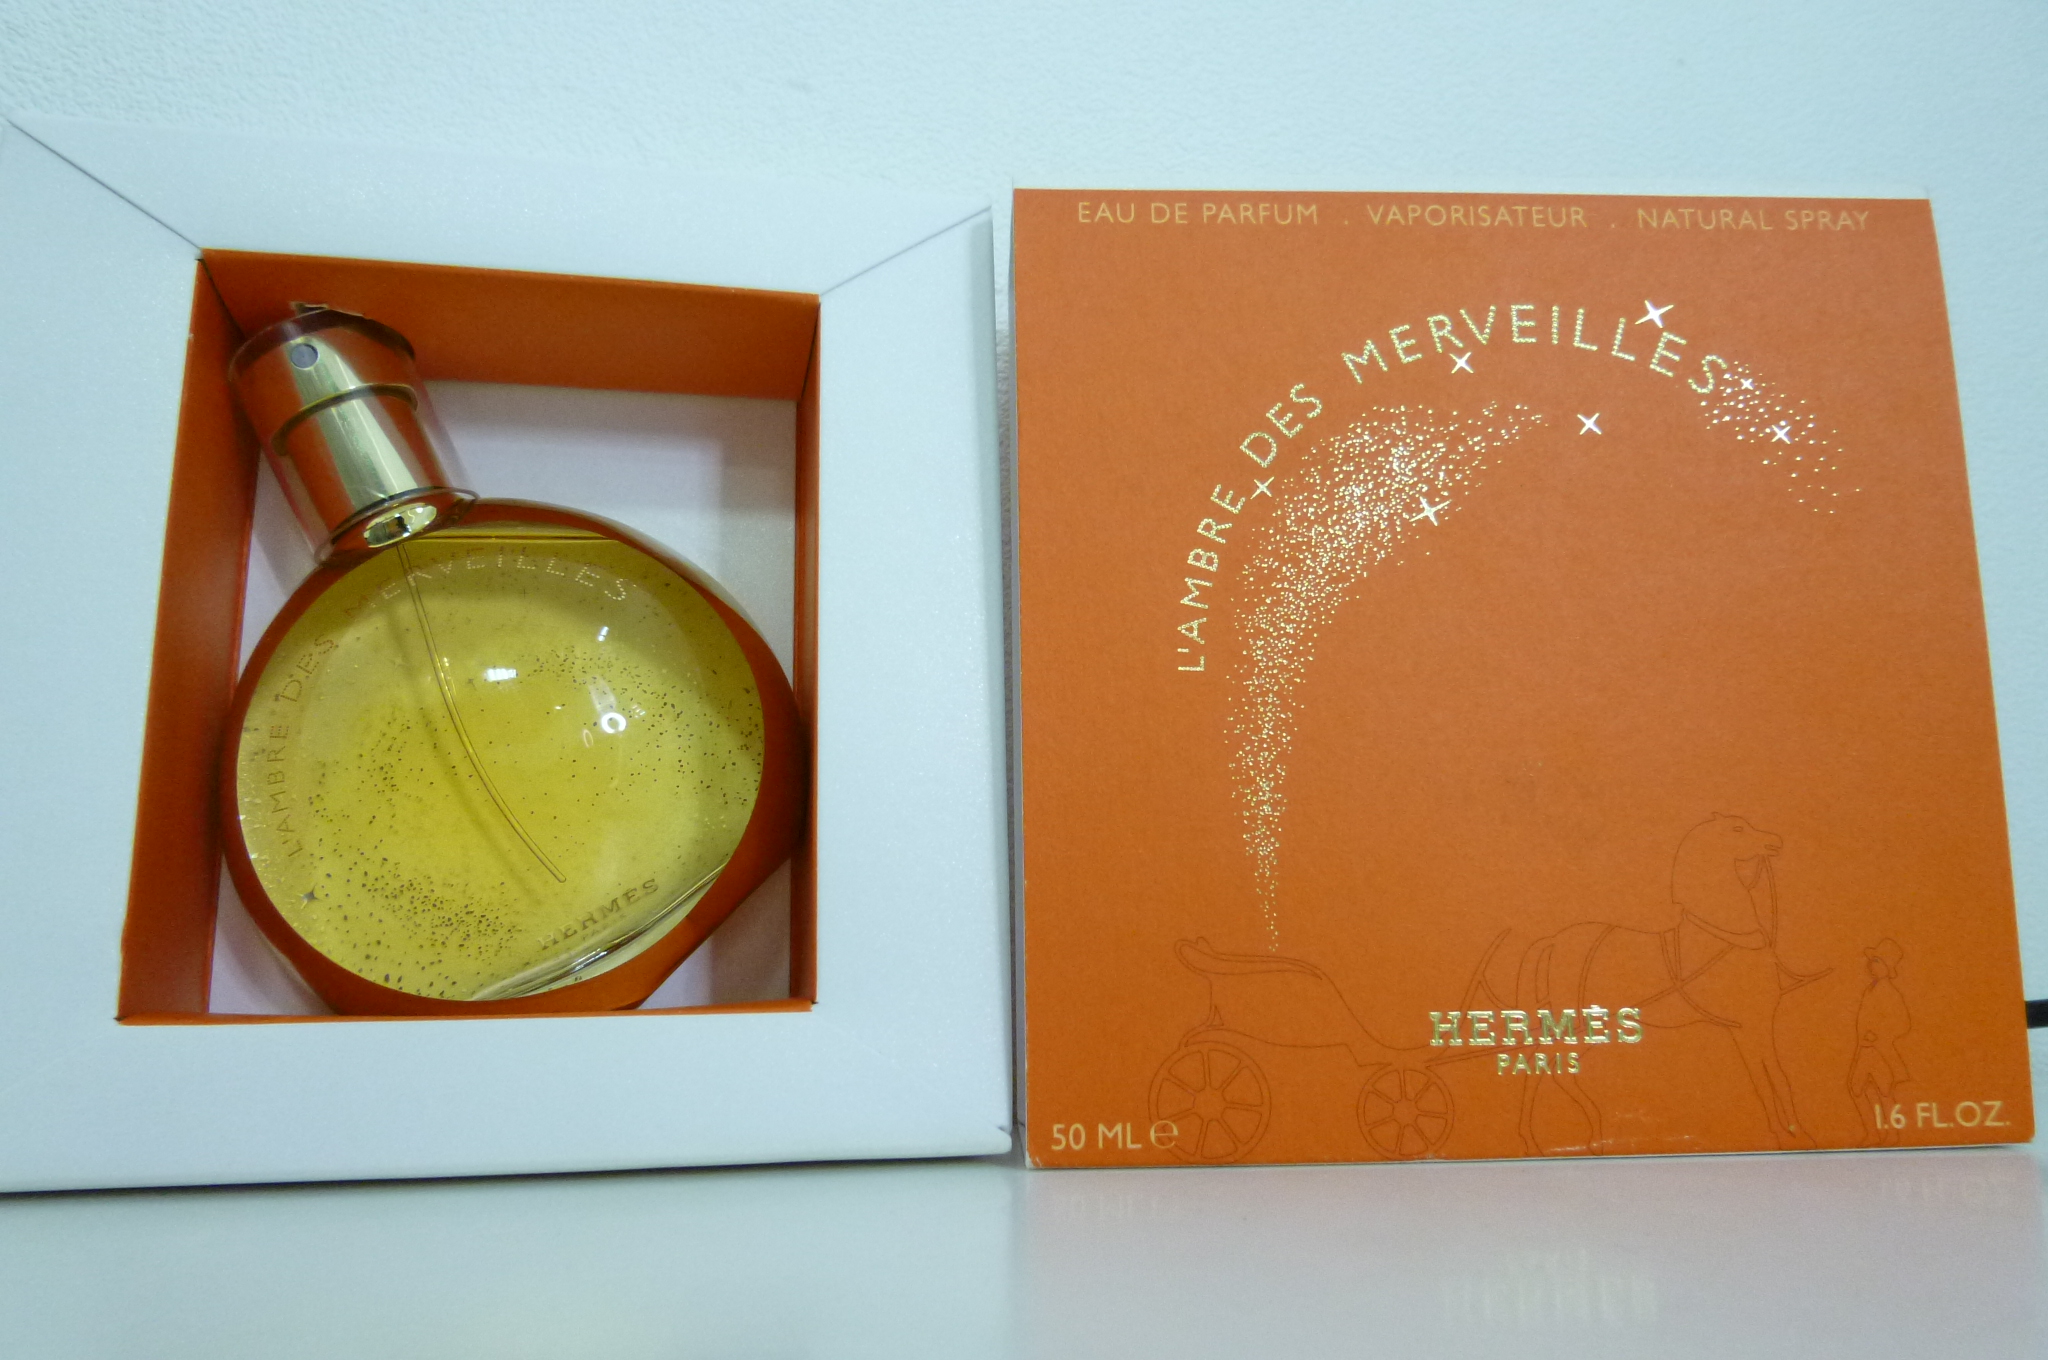 L'AMBRE DES MERVEILLES
HERMES
EAU DE PARFUM . VAPORISATEUR . NATURAL SPRAY
L'AMBRE DES MERVEILLES
HERMÈS
PARIS
50 ML ℮
1.6 FL.OZ.